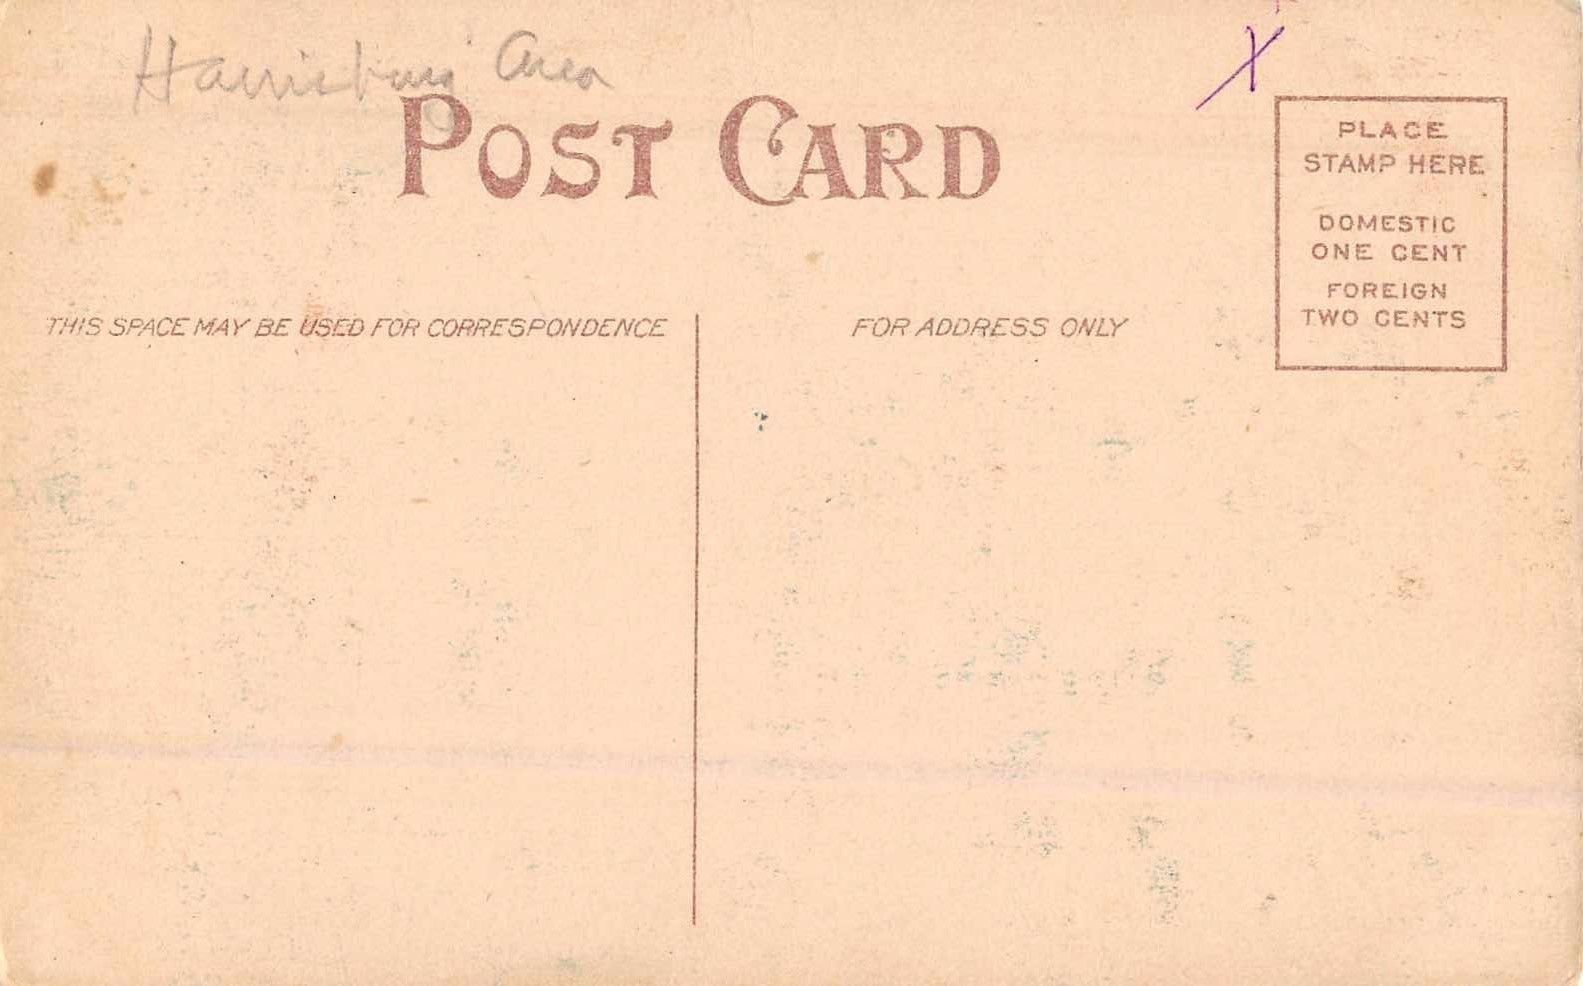 Harrisburg Area
X
POST CARD
PLACE
STAMP HERE
DOMESTIC
ONE CENT
FOREIGN
TWO CENTS
THIS SPACE MAY BE USED FOR CORRESPONDENCE
FOR ADDRESS ONLY